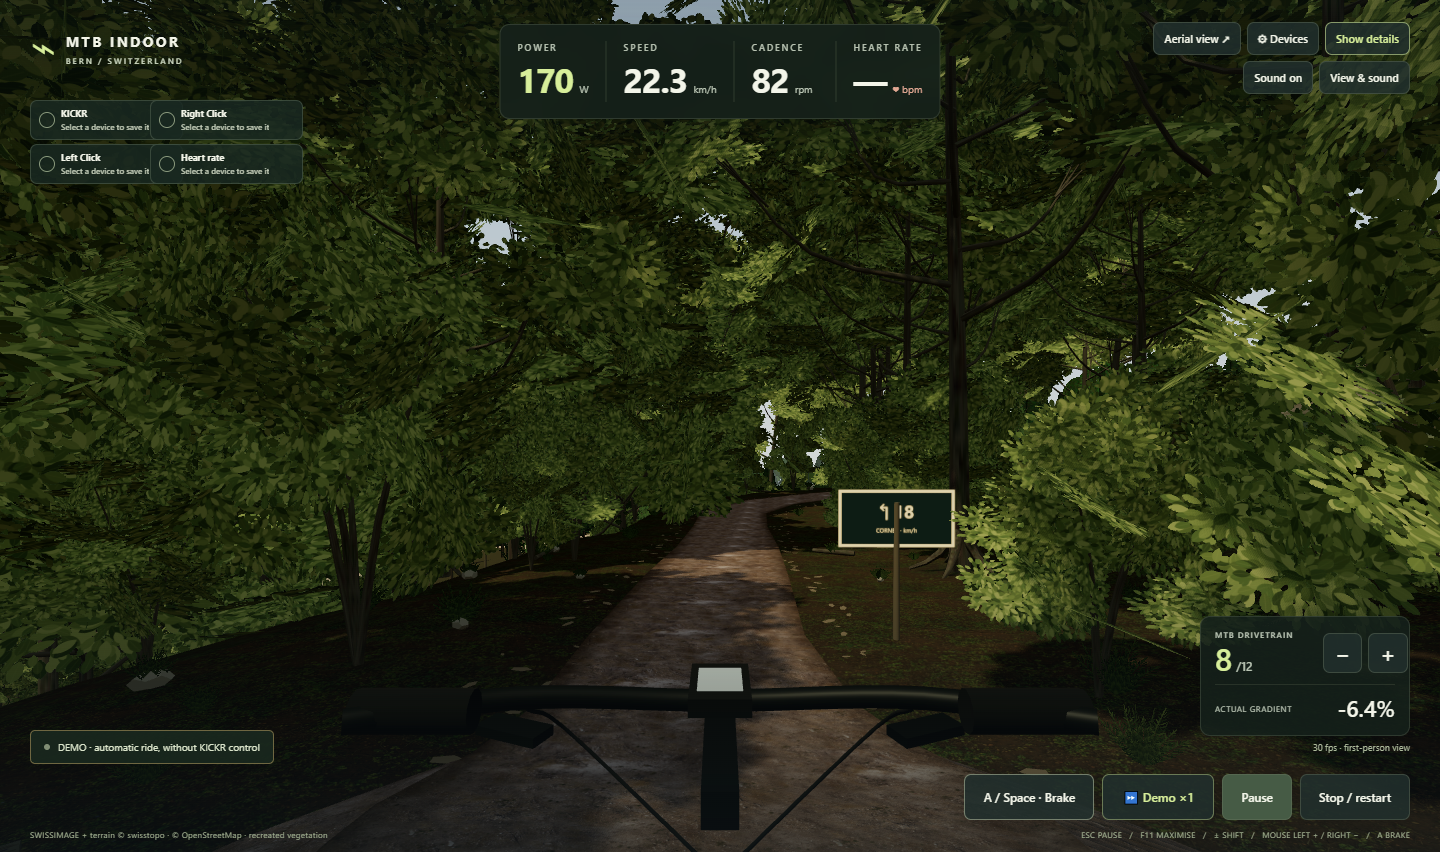 MTB INDOOR
BERN / SWITZERLAND
KICKR
Select a device to save it
Right Click
Select a device to save it
Left Click
Select a device to save it
Heart rate
Select a device to save it
POWER
170 W
SPEED
22.3 km/h
CADENCE
82 rpm
HEART RATE
— ♥ bpm
Aerial view ↗
⚙ Devices
Show details
Sound on
View & sound
18
km/h
MTB DRIVETRAIN
8 /12
− +
ACTUAL GRADIENT
-6.4%
30 fps · first-person view
DEMO · automatic ride, without KICKR control
A / Space · Brake
⏩ Demo ×1
Pause
Stop / restart
SWISSIMAGE + terrain © swisstopo · © OpenStreetMap · recreated vegetation
ESC PAUSE / F11 MAXIMISE / ± SHIFT / MOUSE LEFT + / RIGHT − / A BRAKE